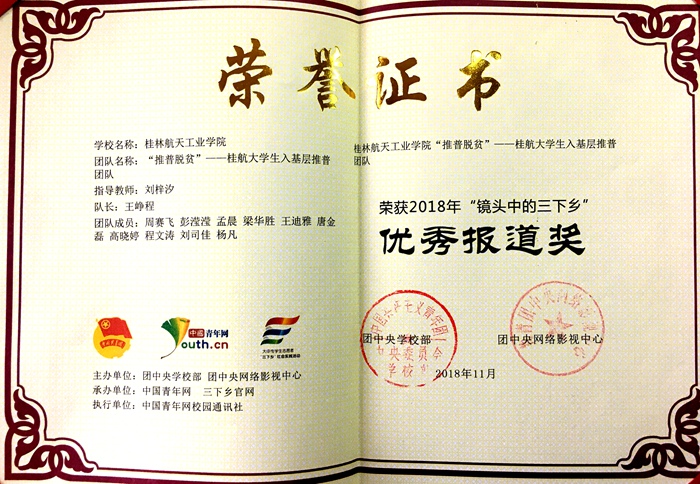 荣誉证书
学校名称：桂林航天工业学院
团队名称：“推普脱贫”——桂航大学生入基层推普
团队
指导教师：刘梓汐
队长：王峥程
团队成员：周赛飞 彭滢滢 孟晨 梁华胜 王迪雅 唐金
磊 高晓婷 程文涛 刘司佳 杨凡
中国青年网
Youth.cn
主办单位：团中央学校部 团中央网络影视中心
承办单位：中国青年网 三下乡官网
执行单位：中国青年网校园通讯社
桂林航天工业学院“推普脱贫”——桂航大学生入基层推普
团队
荣获2018年“镜头中的三下乡”
优秀报道奖
团中央学校部
团中央网络影视中心
2018年11月